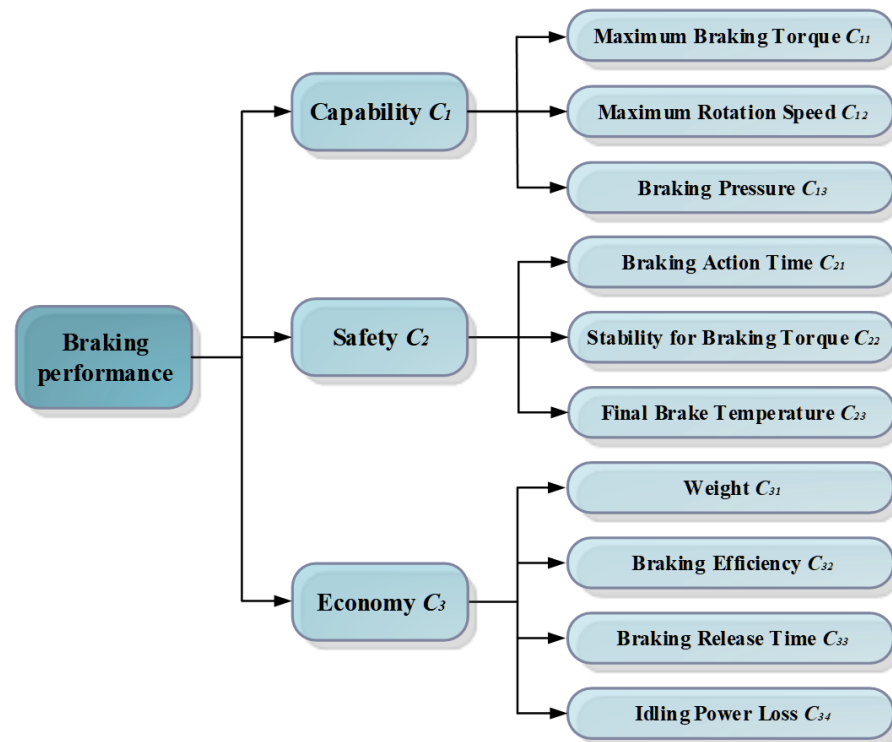 Braking
performance
Capability C1
Safety C2
Economy C3
Maximum Braking Torque C11
Maximum Rotation Speed C12
Braking Pressure C13
Braking Action Time C21
Stability for Braking Torque C22
Final Brake Temperature C23
Weight C31
Braking Efficiency C32
Braking Release Time C33
Idling Power Loss C34